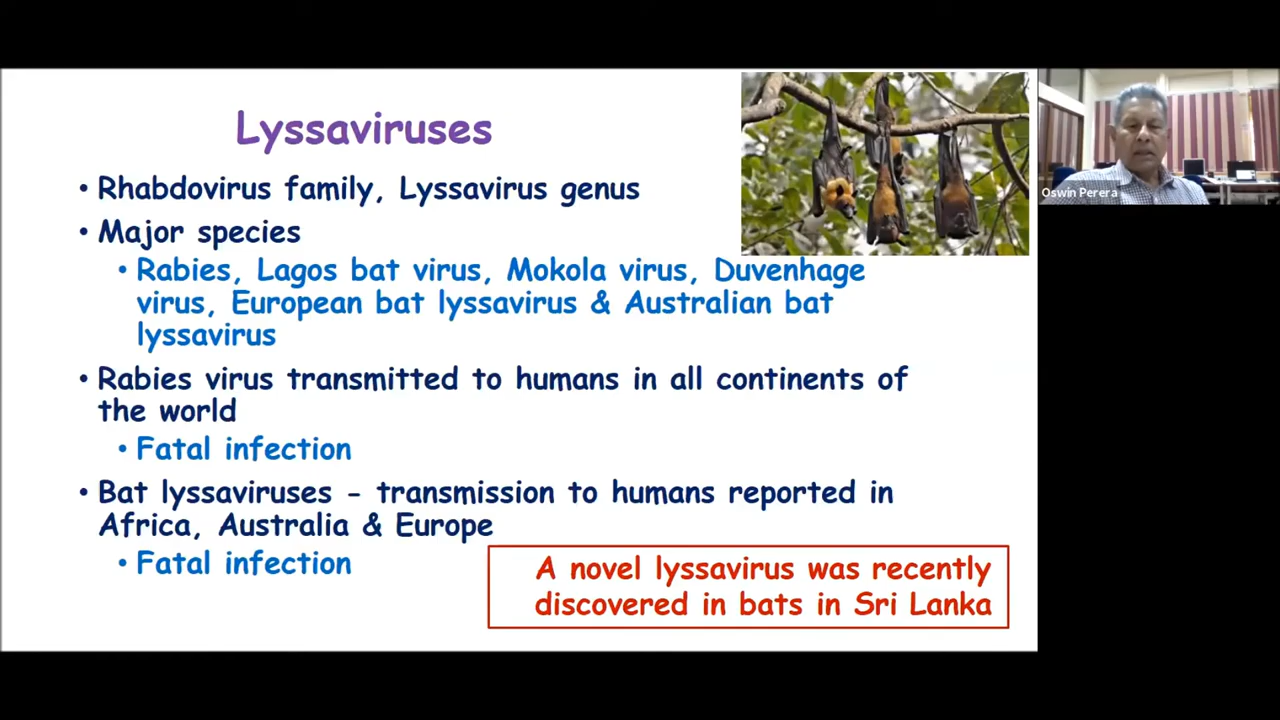 Lyssaviruses
• Rhabdovirus family, Lyssavirus genus
• Major species
• Rabies, Lagos bat virus, Mokola virus, Duvenhage
virus, European bat lyssavirus & Australian bat
lyssavirus
• Rabies virus transmitted to humans in all continents of
the world
• Fatal infection
• Bat lyssaviruses - transmission to humans reported in
Africa, Australia & Europe
• Fatal infection
A novel lyssavirus was recently
discovered in bats in Sri Lanka
Oswin Perera